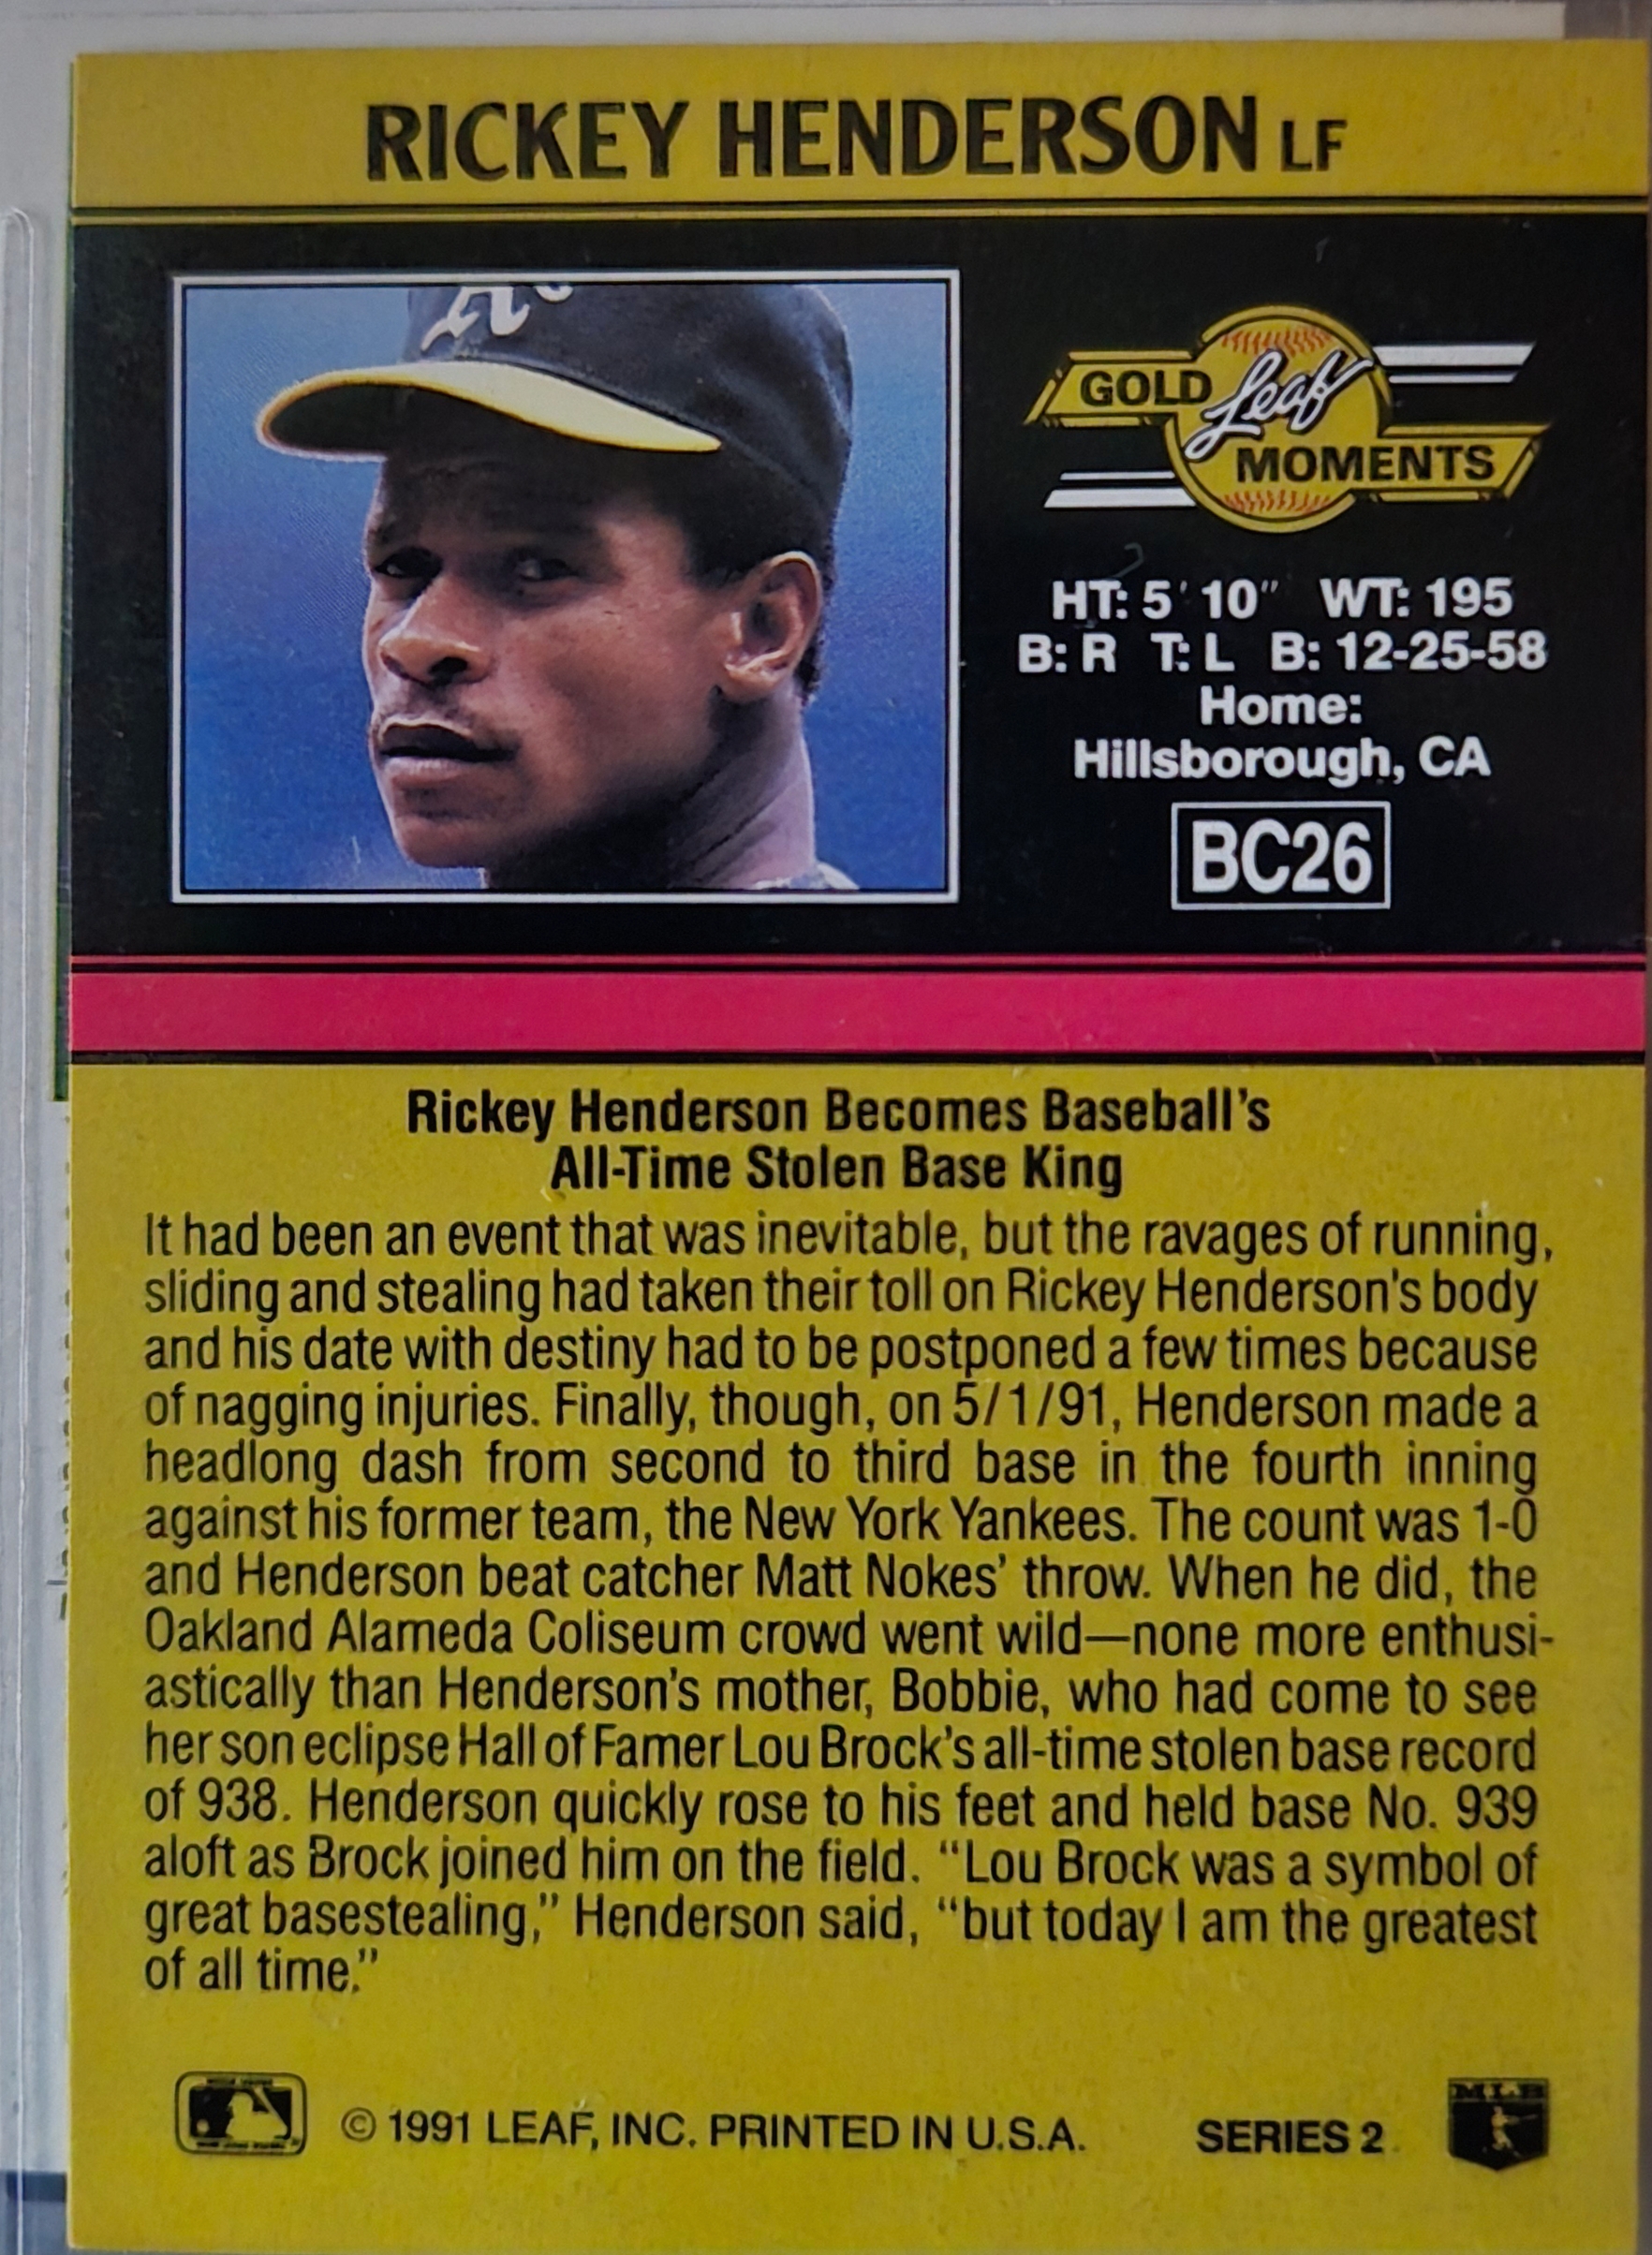 RICKEY HENDERSON LF
A's
GOLD Leaf MOMENTS
HT: 5' 10" WT: 195
B: R T: L B: 12-25-58
Home:
Hillsborough, CA
BC26
Rickey Henderson Becomes Baseball's
All-Time Stolen Base King
It had been an event that was inevitable, but the ravages of running,
sliding and stealing had taken their toll on Rickey Henderson's body
and his date with destiny had to be postponed a few times because
of nagging injuries. Finally, though, on 5/1/91, Henderson made a
headlong dash from second to third base in the fourth inning
against his former team, the New York Yankees. The count was 1-0
and Henderson beat catcher Matt Nokes' throw. When he did, the
Oakland Alameda Coliseum crowd went wild—none more enthusi-
astically than Henderson's mother, Bobbie, who had come to see
her son eclipse Hall of Famer Lou Brock's all-time stolen base record
of 938. Henderson quickly rose to his feet and held base No. 939
aloft as Brock joined him on the field. "Lou Brock was a symbol of
great basestealing," Henderson said, "but today I am the greatest
of all time."
© 1991 LEAF, INC. PRINTED IN U.S.A.
SERIES 2
MLB